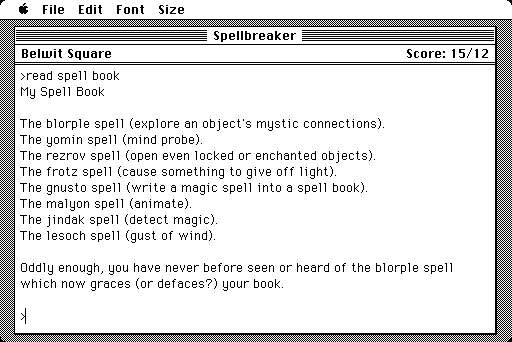 File Edit Font Size
Spellbreaker
Belwit Square Score: 15/12
>read spell book
My Spell Book
The blorple spell (explore an object's mystic connections).
The yomin spell (mind probe).
The rezrov spell (open even locked or enchanted objects).
The frotz spell (cause something to give off light).
The gnusto spell (write a magic spell into a spell book).
The malyon spell (animate).
The jindak spell (detect magic).
The lesoch spell (gust of wind).
Oddly enough, you have never before seen or heard of the blorple spell
which now graces (or defaces?) your book.
>